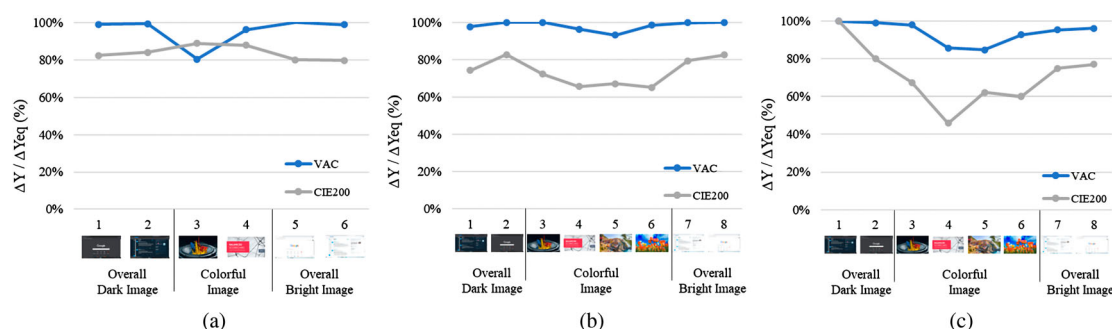 100%
80%
60%
40%
20%
0%
ΔY / ΔYeq (%)
VAC
CIE200
1 2 3 4 5 6
Overall
Dark Image
Colorful
Image
Overall
Bright Image
(a)
100%
80%
60%
40%
20%
0%
ΔY / ΔYeq (%)
VAC
CIE200
1 2 3 4 5 6 7 8
Overall
Dark Image
Colorful
Image
Overall
Bright Image
(b)
100%
80%
60%
40%
20%
0%
ΔY / ΔYeq (%)
VAC
CIE200
1 2 3 4 5 6 7 8
Overall
Dark Image
Colorful
Image
Overall
Bright Image
(c)